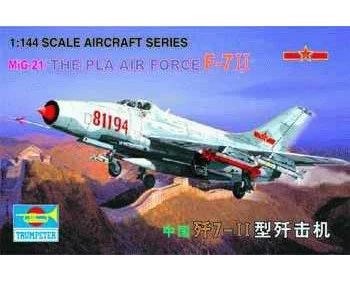 1:144 SCALE AIRCRAFT SERIES
MiG-21/THE PLA AIR FORCE F-7II
81194
TRUMPETER
中国 歼7-II型歼击机